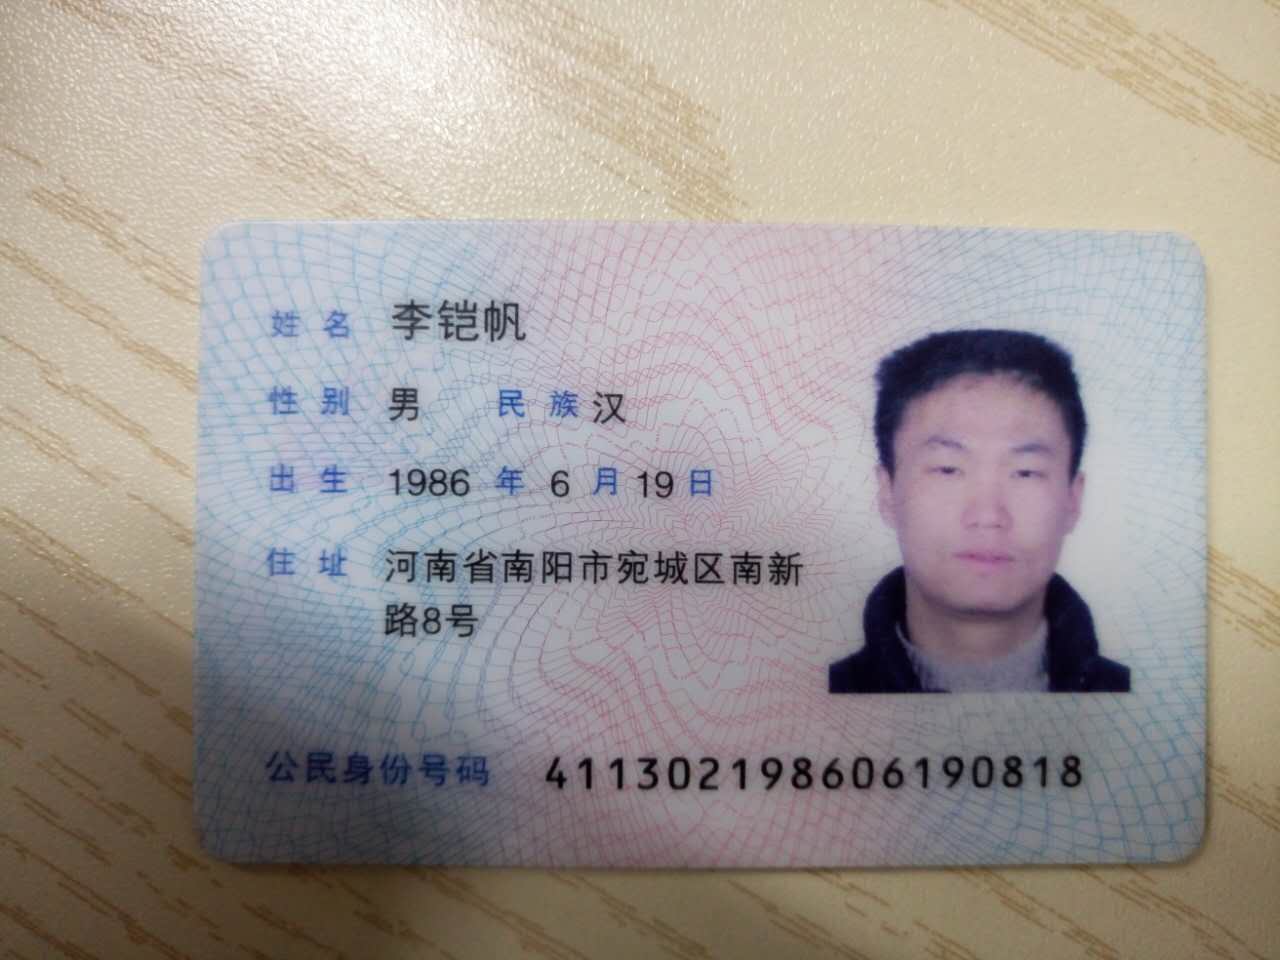 姓名 李铠帆
性别 男 民族 汉
出生 1986 年 6 月 19 日
住址 河南省南阳市宛城区南新
路8号
公民身份号码 411302198606190818